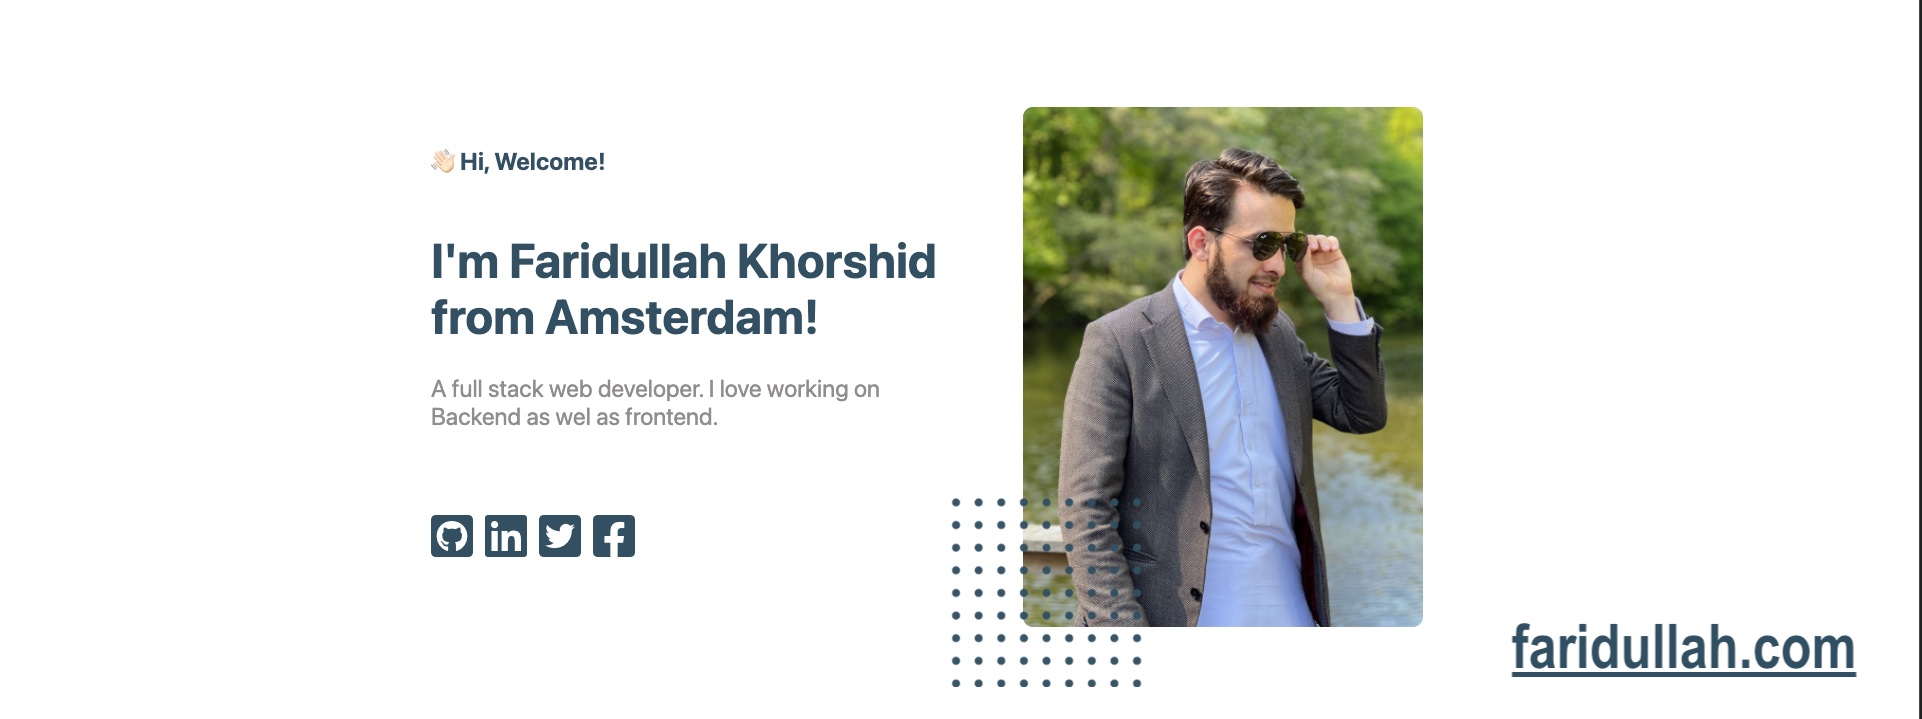 👋🏻 Hi, Welcome!
I'm Faridullah Khorshid
from Amsterdam!
A full stack web developer. I love working on
Backend as wel as frontend.
in
faridullah.com